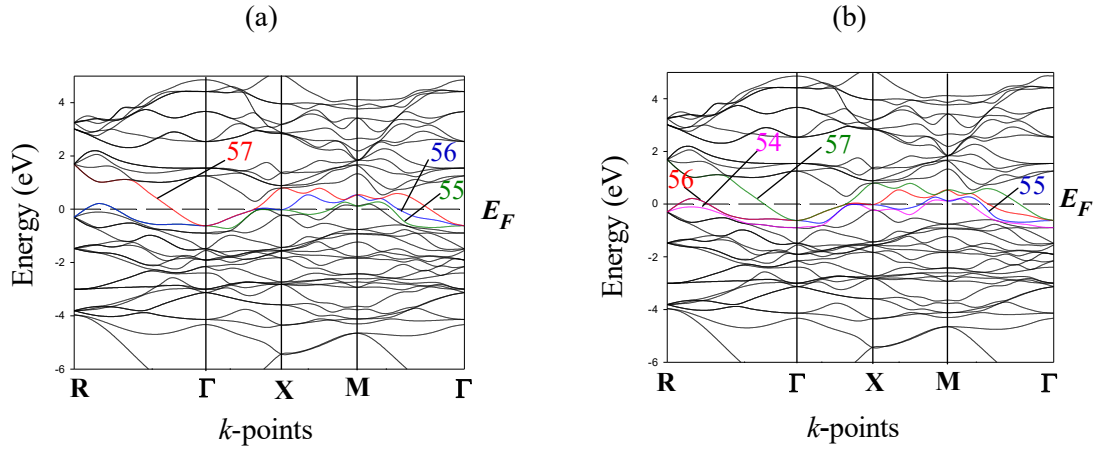 (a)
(b)
57
56
55
Energy (eV)
4
2
0
-2
-4
-6
E_F
R Γ X M Γ
k-points
54
57
56
55
Energy (eV)
4
2
0
-2
-4
-6
E_F
R Γ X M Γ
k-points